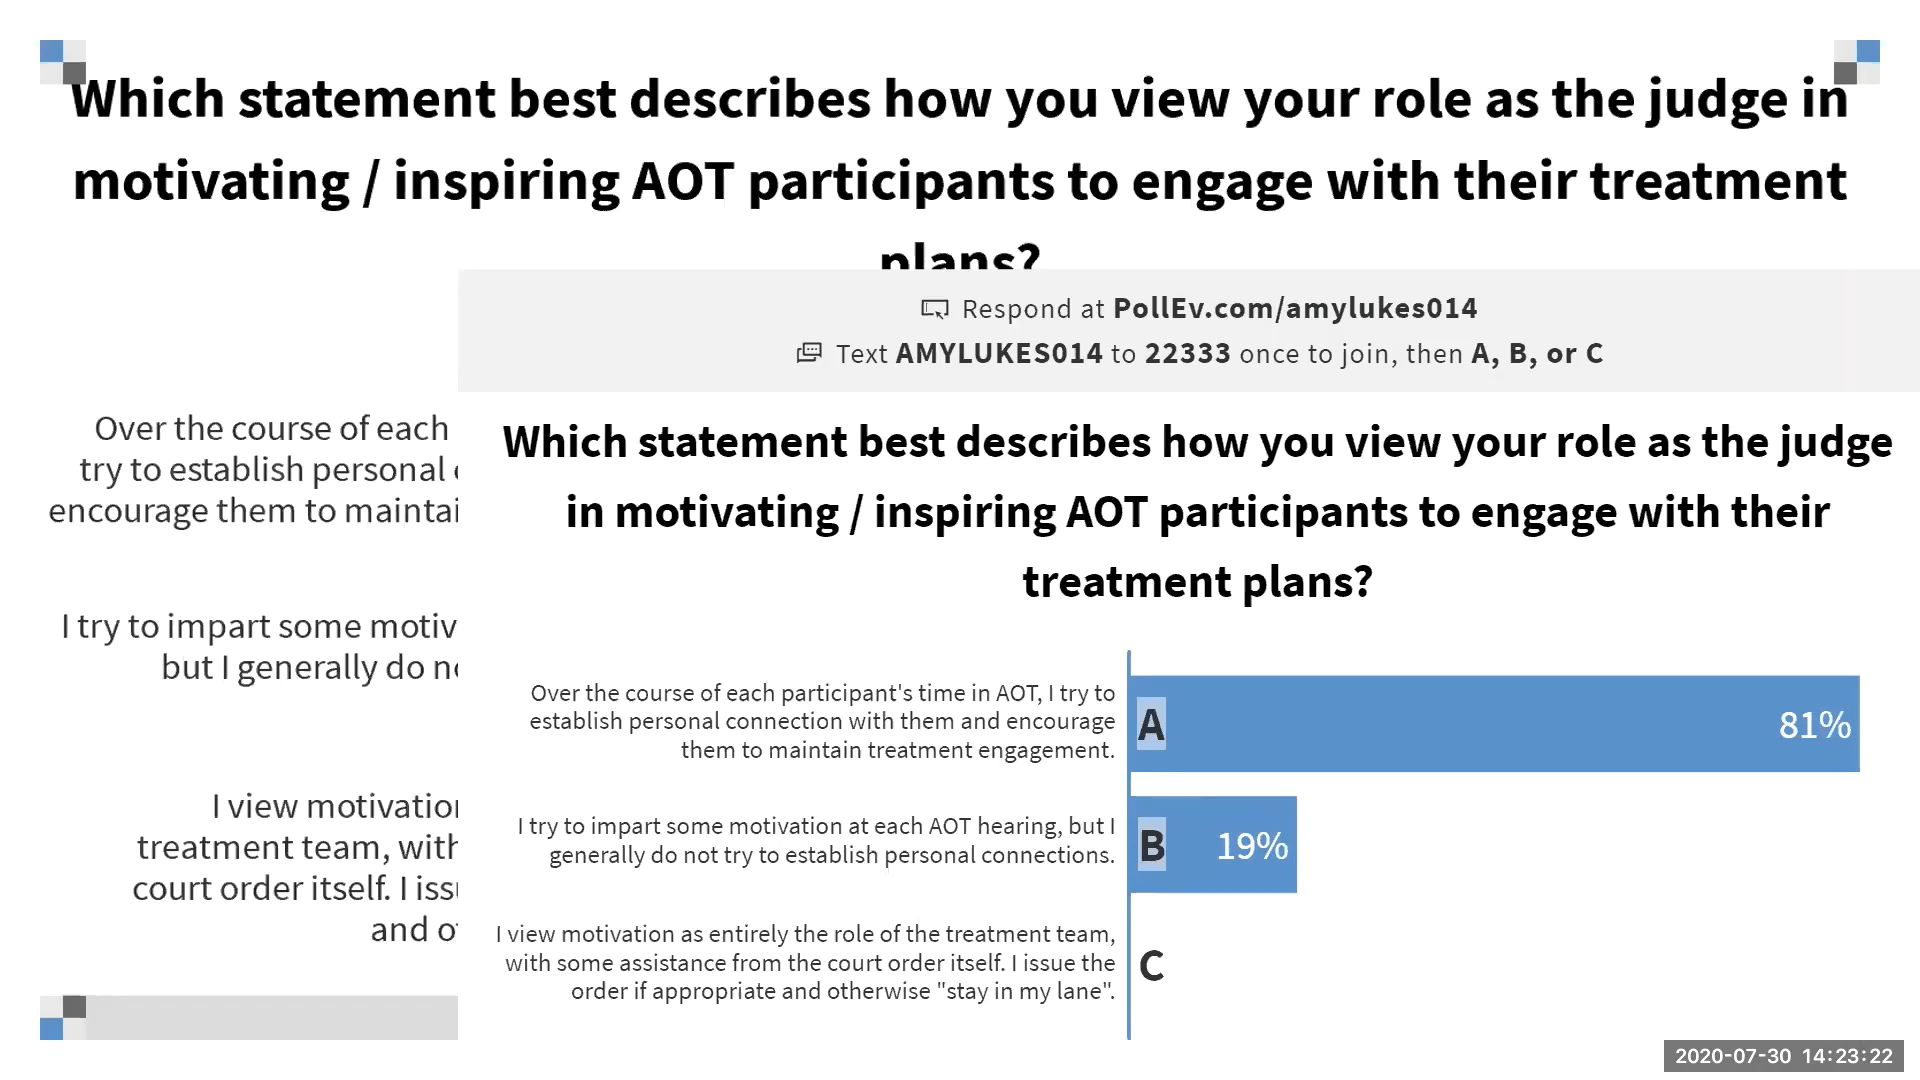 Which statement best describes how you view your role as the judge in
motivating / inspiring AOT participants to engage with their treatment
plans?
Respond at PollEv.com/amylukes014
Text AMYLUKES014 to 22333 once to join, then A, B, or C
Over the course of each
try to establish personal
encourage them to
I try to impart some
but I generally do
I view
treatment team,
court order itself. I
and
Which statement best describes how you view your role as the judge
in motivating / inspiring AOT participants to engage with their
treatment plans?
Over the course of each participant's time in AOT, I try to
establish personal connection with them and encourage
them to maintain treatment engagement.
A 81%
I try to impart some motivation at each AOT hearing, but I
generally do not try to establish personal connections.
B 19%
I view motivation as entirely the role of the treatment team,
with some assistance from the court order itself. I issue the
order if appropriate and otherwise "stay in my lane".
C
2020-07-30 14:23:22